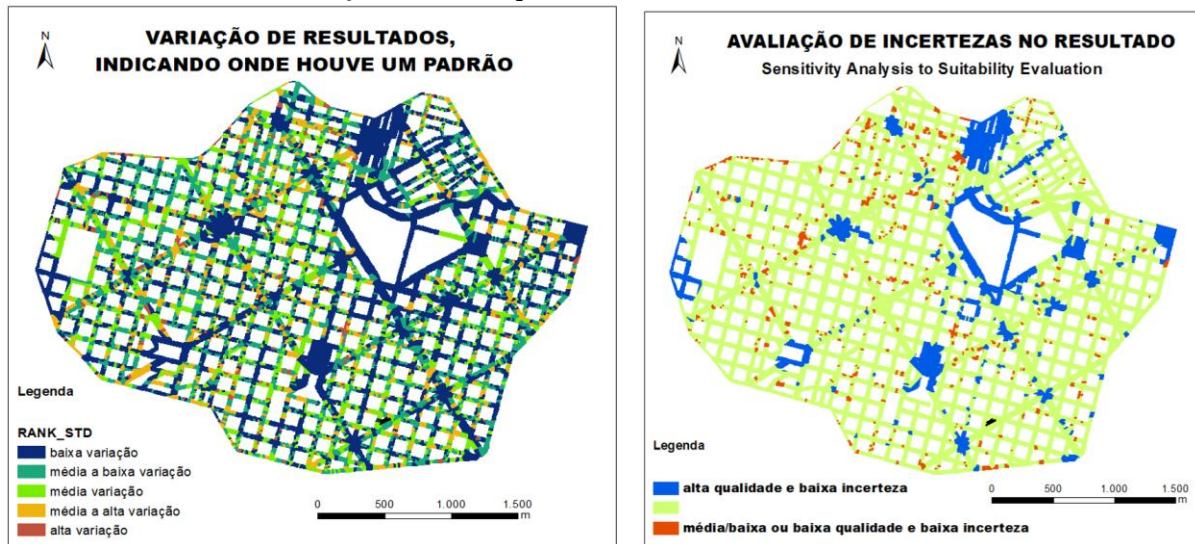 N
VARIAÇÃO DE RESULTADOS,
INDICANDO ONDE HOUVE UM PADRÃO
Legenda
RANK_STD
baixa variação
média a baixa variação
média variação
média a alta variação
alta variação
0 500 1.000 1.500
m
N
AVALIAÇÃO DE INCERTEZAS NO RESULTADO
Sensitivity Analysis to Suitability Evaluation
Legenda
alta qualidade e baixa incerteza
média/baixa ou baixa qualidade e baixa incerteza
0 500 1.000 1.500
m